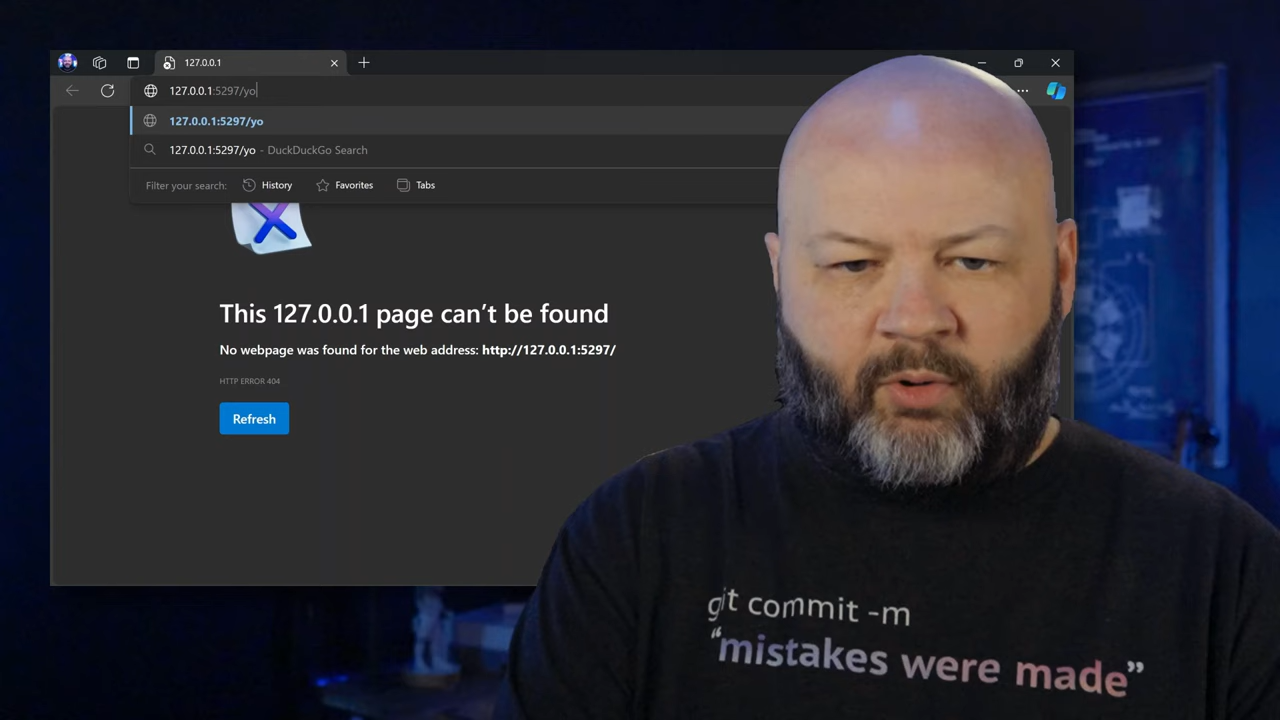 127.0.0.1
127.0.0.1:5297/yo
127.0.0.1:5297/yo
127.0.0.1:5297/yo - DuckDuckGo Search
Filter your search: History Favorites Tabs
This 127.0.0.1 page can’t be found
No webpage was found for the web address: http://127.0.0.1:5297/
HTTP ERROR 404
Refresh
git commit -m
“mistakes were made”